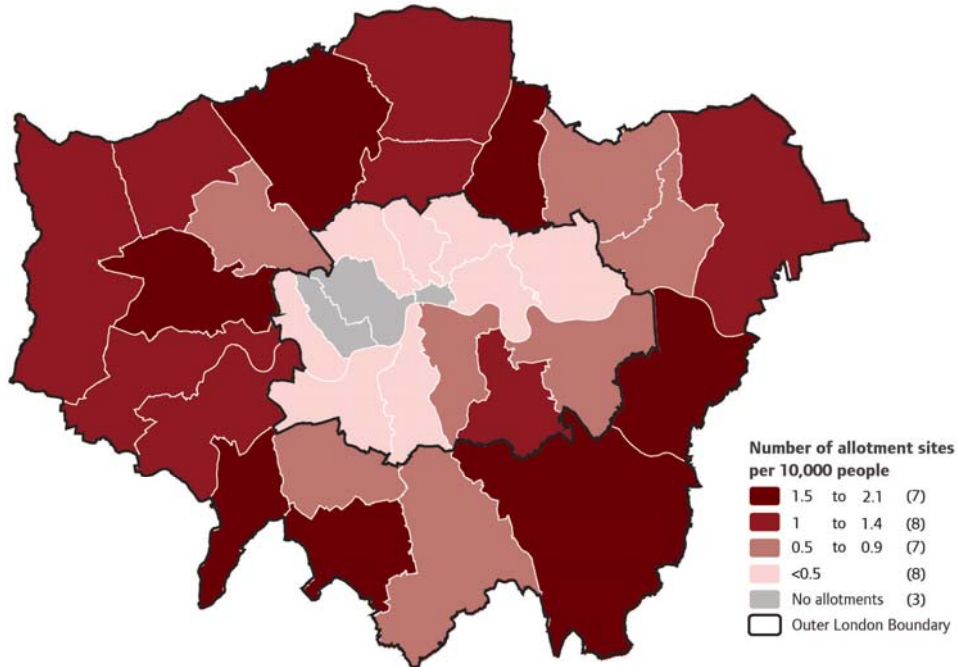 Number of allotment sites
per 10,000 people
1.5 to 2.1 (7)
1 to 1.4 (8)
0.5 to 0.9 (7)
<0.5 (8)
No allotments (3)
Outer London Boundary